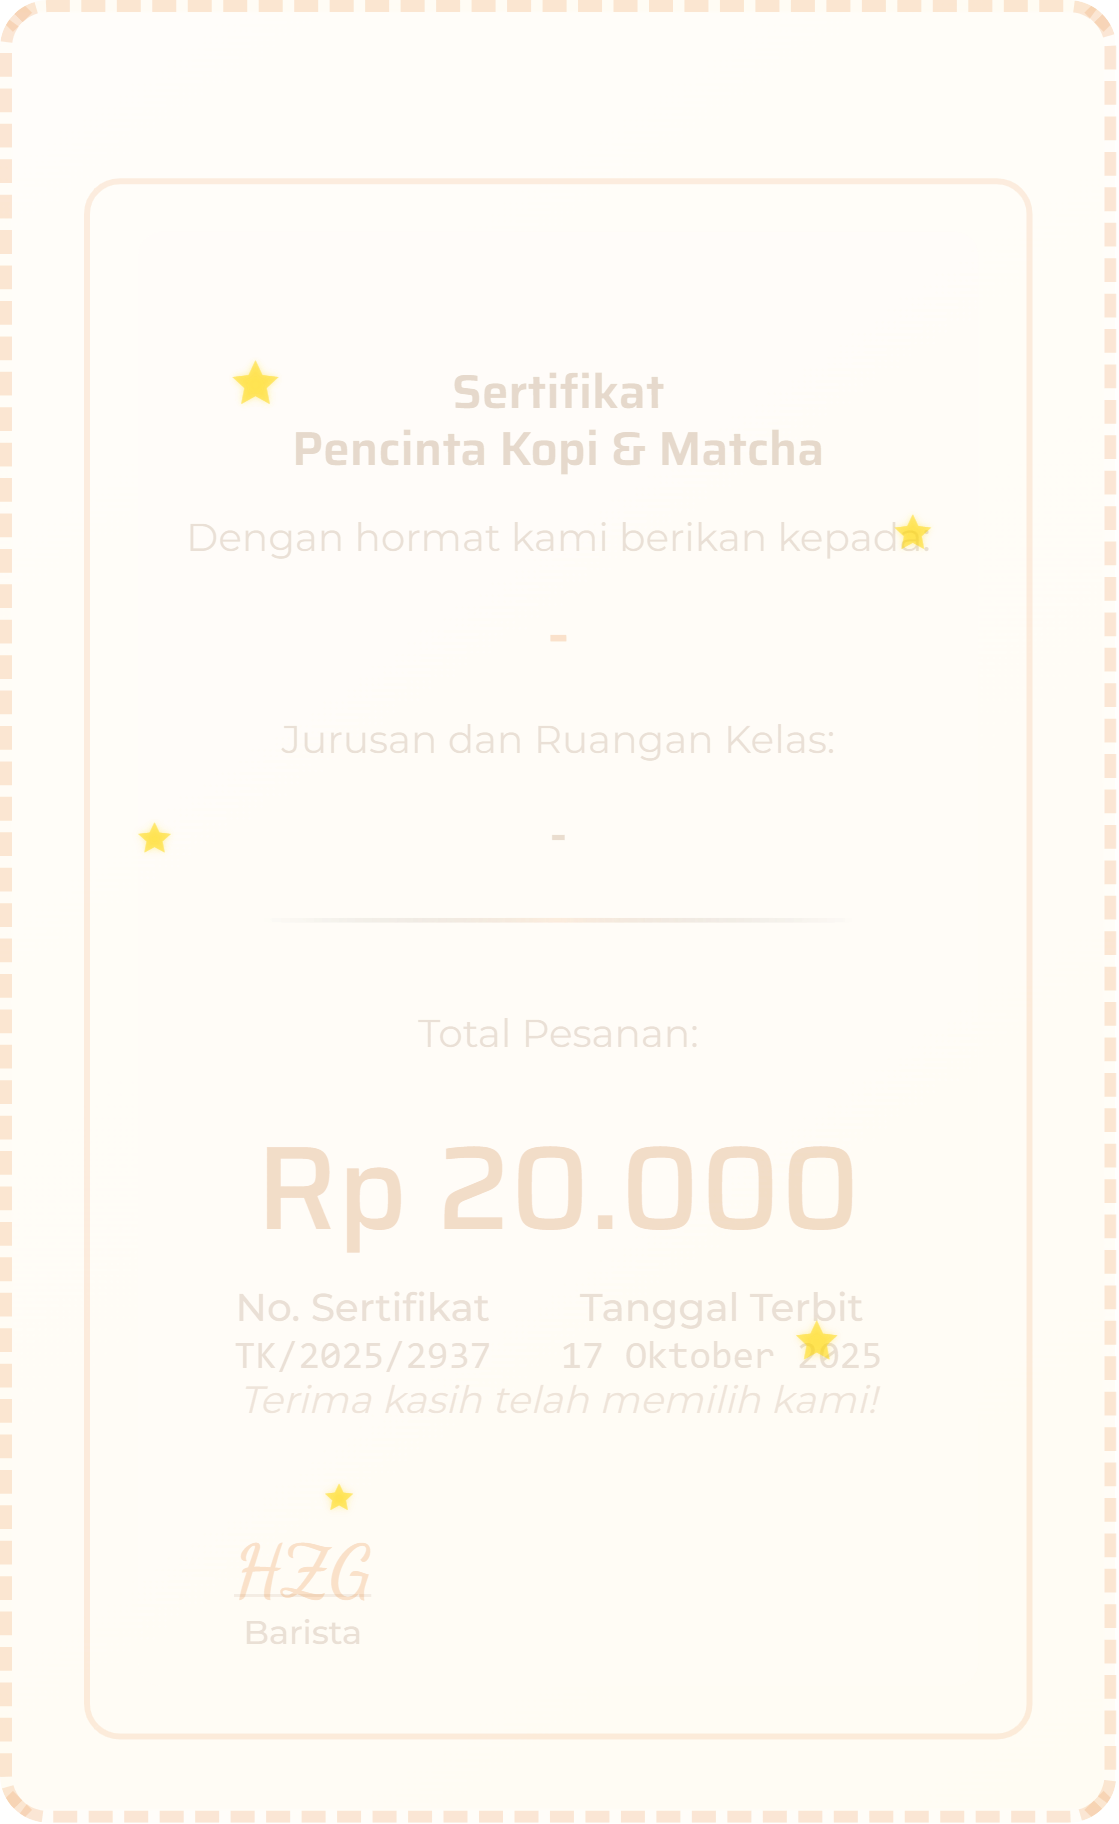 Sertifikat
Pencinta Kopi & Matcha
Dengan hormat kami berikan kepada:
-
Jurusan dan Ruangan Kelas:
-
Total Pesanan:
Rp 20.000
No. Sertifikat Tanggal Terbit
TK/2025/2937 17 Oktober 2025
Terima kasih telah memilih kami!
HZG
Barista